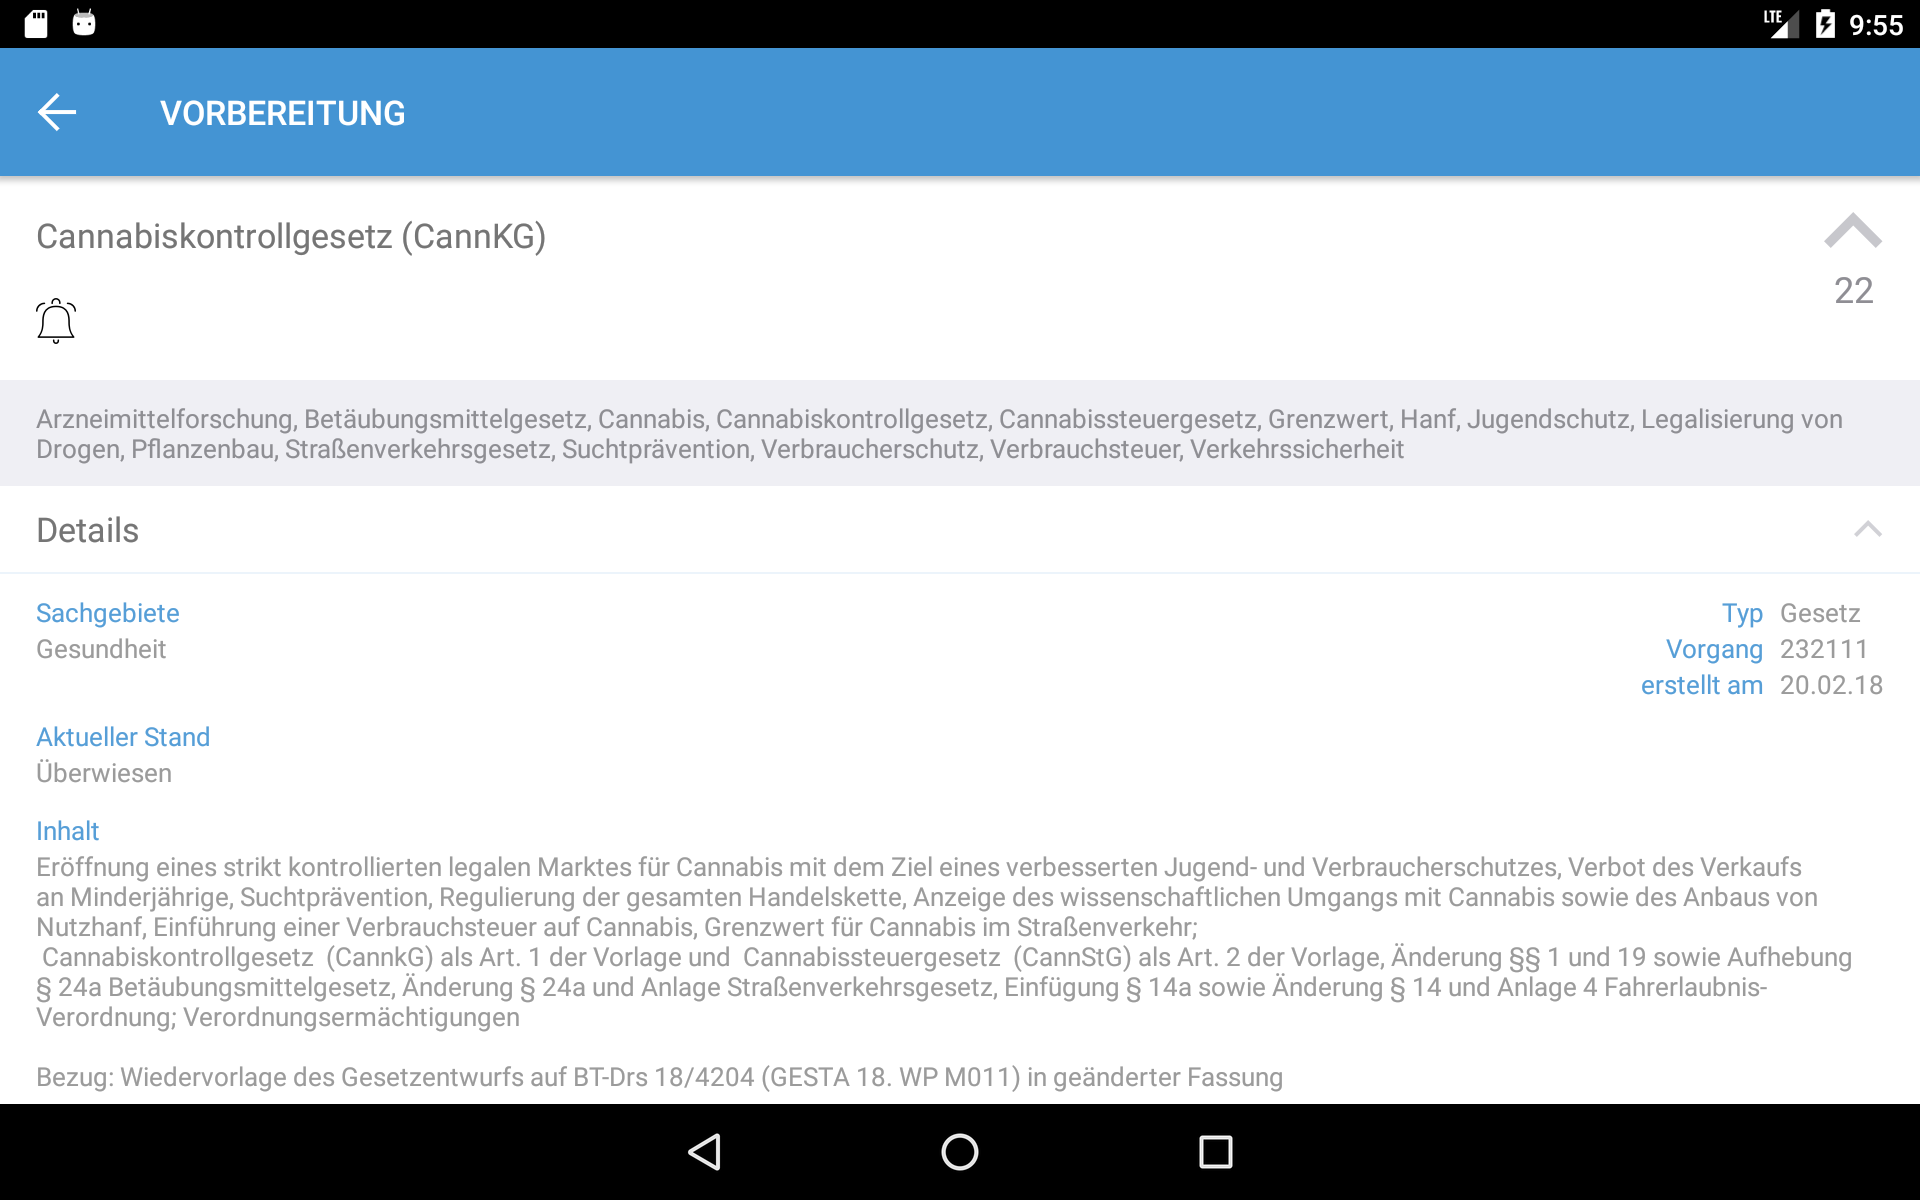 LTE 9:55
VORBEREITUNG
Cannabiskontrollgesetz (CannKG)
22
Arzneimittelforschung, Betäubungsmittelgesetz, Cannabis, Cannabiskontrollgesetz, Cannabissteuergesetz, Grenzwert, Hanf, Jugendschutz, Legalisierung von
Drogen, Pflanzenbau, Straßenverkehrsgesetz, Suchtprävention, Verbraucherschutz, Verbrauchsteuer, Verkehrssicherheit
Details
Sachgebiete
Gesundheit
Typ Gesetz
Vorgang 232111
erstellt am 20.02.18
Aktueller Stand
Überwiesen
Inhalt
Eröffnung eines strikt kontrollierten legalen Marktes für Cannabis mit dem Ziel eines verbesserten Jugend- und Verbraucherschutzes, Verbot des Verkaufs
an Minderjährige, Suchtprävention, Regulierung der gesamten Handelskette, Anzeige des wissenschaftlichen Umgangs mit Cannabis sowie des Anbaus von
Nutzhanf, Einführung einer Verbrauchsteuer auf Cannabis, Grenzwert für Cannabis im Straßenverkehr;
Cannabiskontrollgesetz (CannkG) als Art. 1 der Vorlage und Cannabissteuergesetz (CannStG) als Art. 2 der Vorlage, Änderung §§ 1 und 19 sowie Aufhebung
§ 24a Betäubungsmittelgesetz, Änderung § 24a und Anlage Straßenverkehrsgesetz, Einfügung § 14a sowie Änderung § 14 und Anlage 4 Fahrerlaubnis-
Verordnung; Verordnungsermächtigungen
Bezug: Wiedervorlage des Gesetzentwurfs auf BT-Drs 18/4204 (GESTA 18. WP M011) in geänderter Fassung